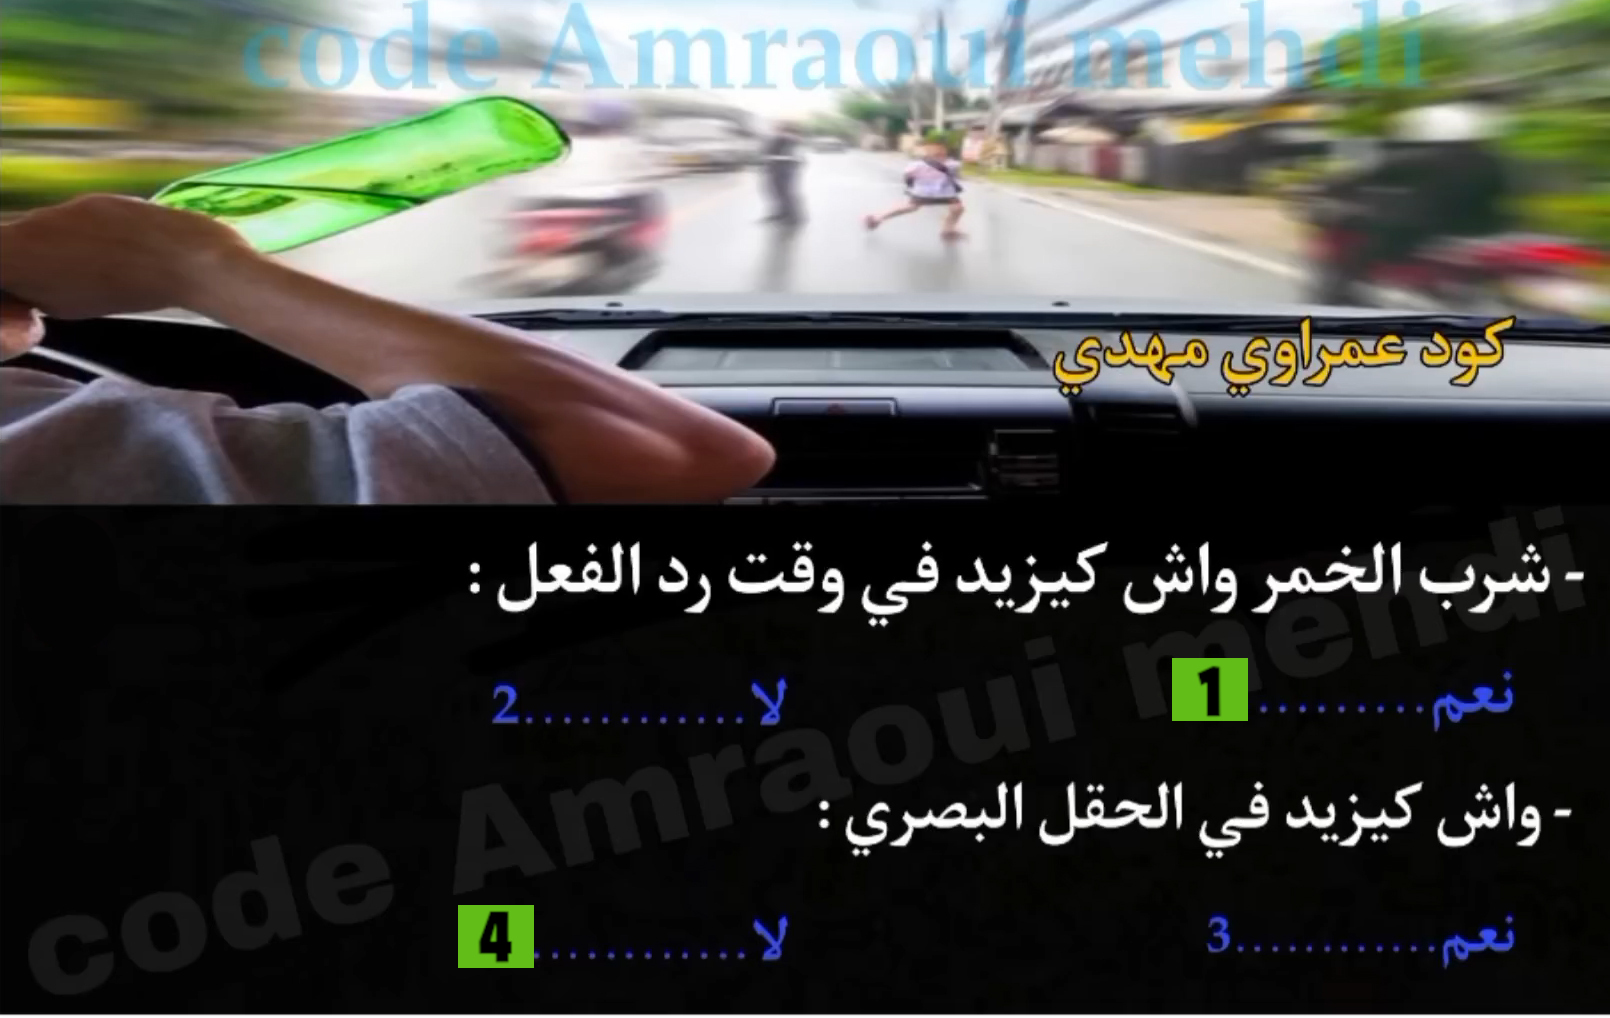 code Amraoui mehdi
كود عمراوي مهدي
- شرب الخمر واش كيزيد في وقت رد الفعل :
نعم.........1 لا............2
- واش كيزيد في الحقل البصري :
نعم............3 لا............4
code Amraoui mehdi